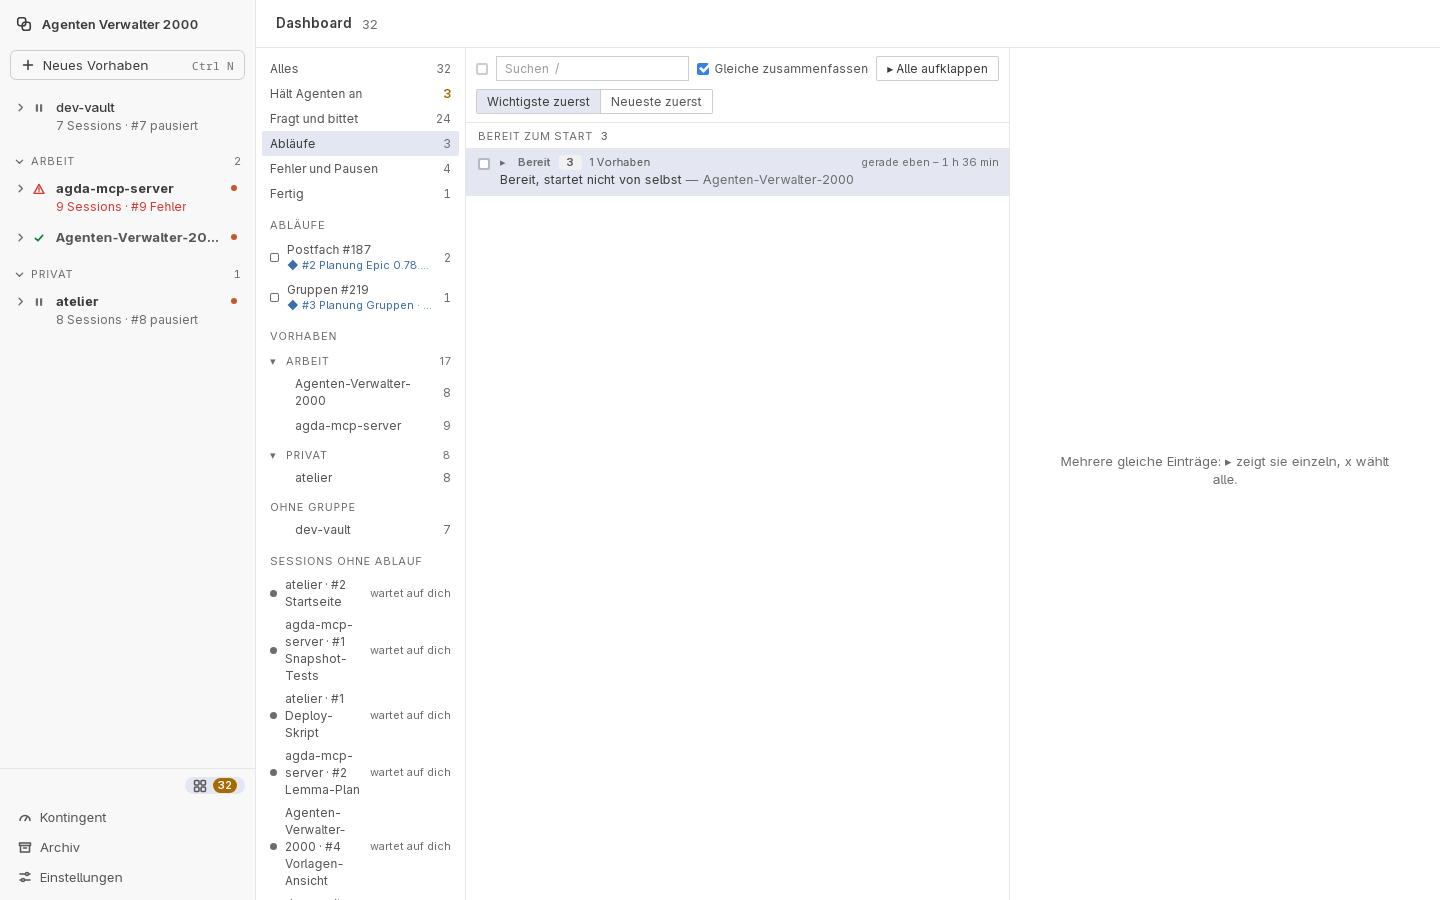 Agenten Verwalter 2000
Neues Vorhaben Ctrl N
dev-vault
7 Sessions · #7 pausiert
ARBEIT 2
agda-mcp-server
9 Sessions · #9 Fehler
Agenten-Verwalter-20…
PRIVAT 1
atelier
8 Sessions · #8 pausiert
32
Kontingent
Archiv
Einstellungen
Dashboard 32
Alles 32
Hält Agenten an 3
Fragt und bittet 24
Abläufe 3
Fehler und Pausen 4
Fertig 1
ABLÄUFE
Postfach #187
◆ #2 Planung Epic 0.78.… 2
Gruppen #219
◆ #3 Planung Gruppen · … 1
VORHABEN
▾ ARBEIT 17
Agenten-Verwalter-
2000 8
agda-mcp-server 9
▾ PRIVAT 8
atelier 8
OHNE GRUPPE
dev-vault 7
SESSIONS OHNE ABLAUF
atelier · #2
Startseite wartet auf dich
agda-mcp-
server · #1
Snapshot-
Tests wartet auf dich
atelier · #1
Deploy-
Skript wartet auf dich
agda-mcp-
server · #2
Lemma-Plan wartet auf dich
Agenten-
Verwalter-
2000 · #4
Vorlagen-
Ansicht wartet auf dich
Suchen /
Gleiche zusammenfassen
▸ Alle aufklappen
Wichtigste zuerst Neueste zuerst
BEREIT ZUM START 3
▸ Bereit 3 1 Vorhaben gerade eben – 1 h 36 min
Bereit, startet nicht von selbst — Agenten-Verwalter-2000
Mehrere gleiche Einträge: ▸ zeigt sie einzeln, x wählt
alle.